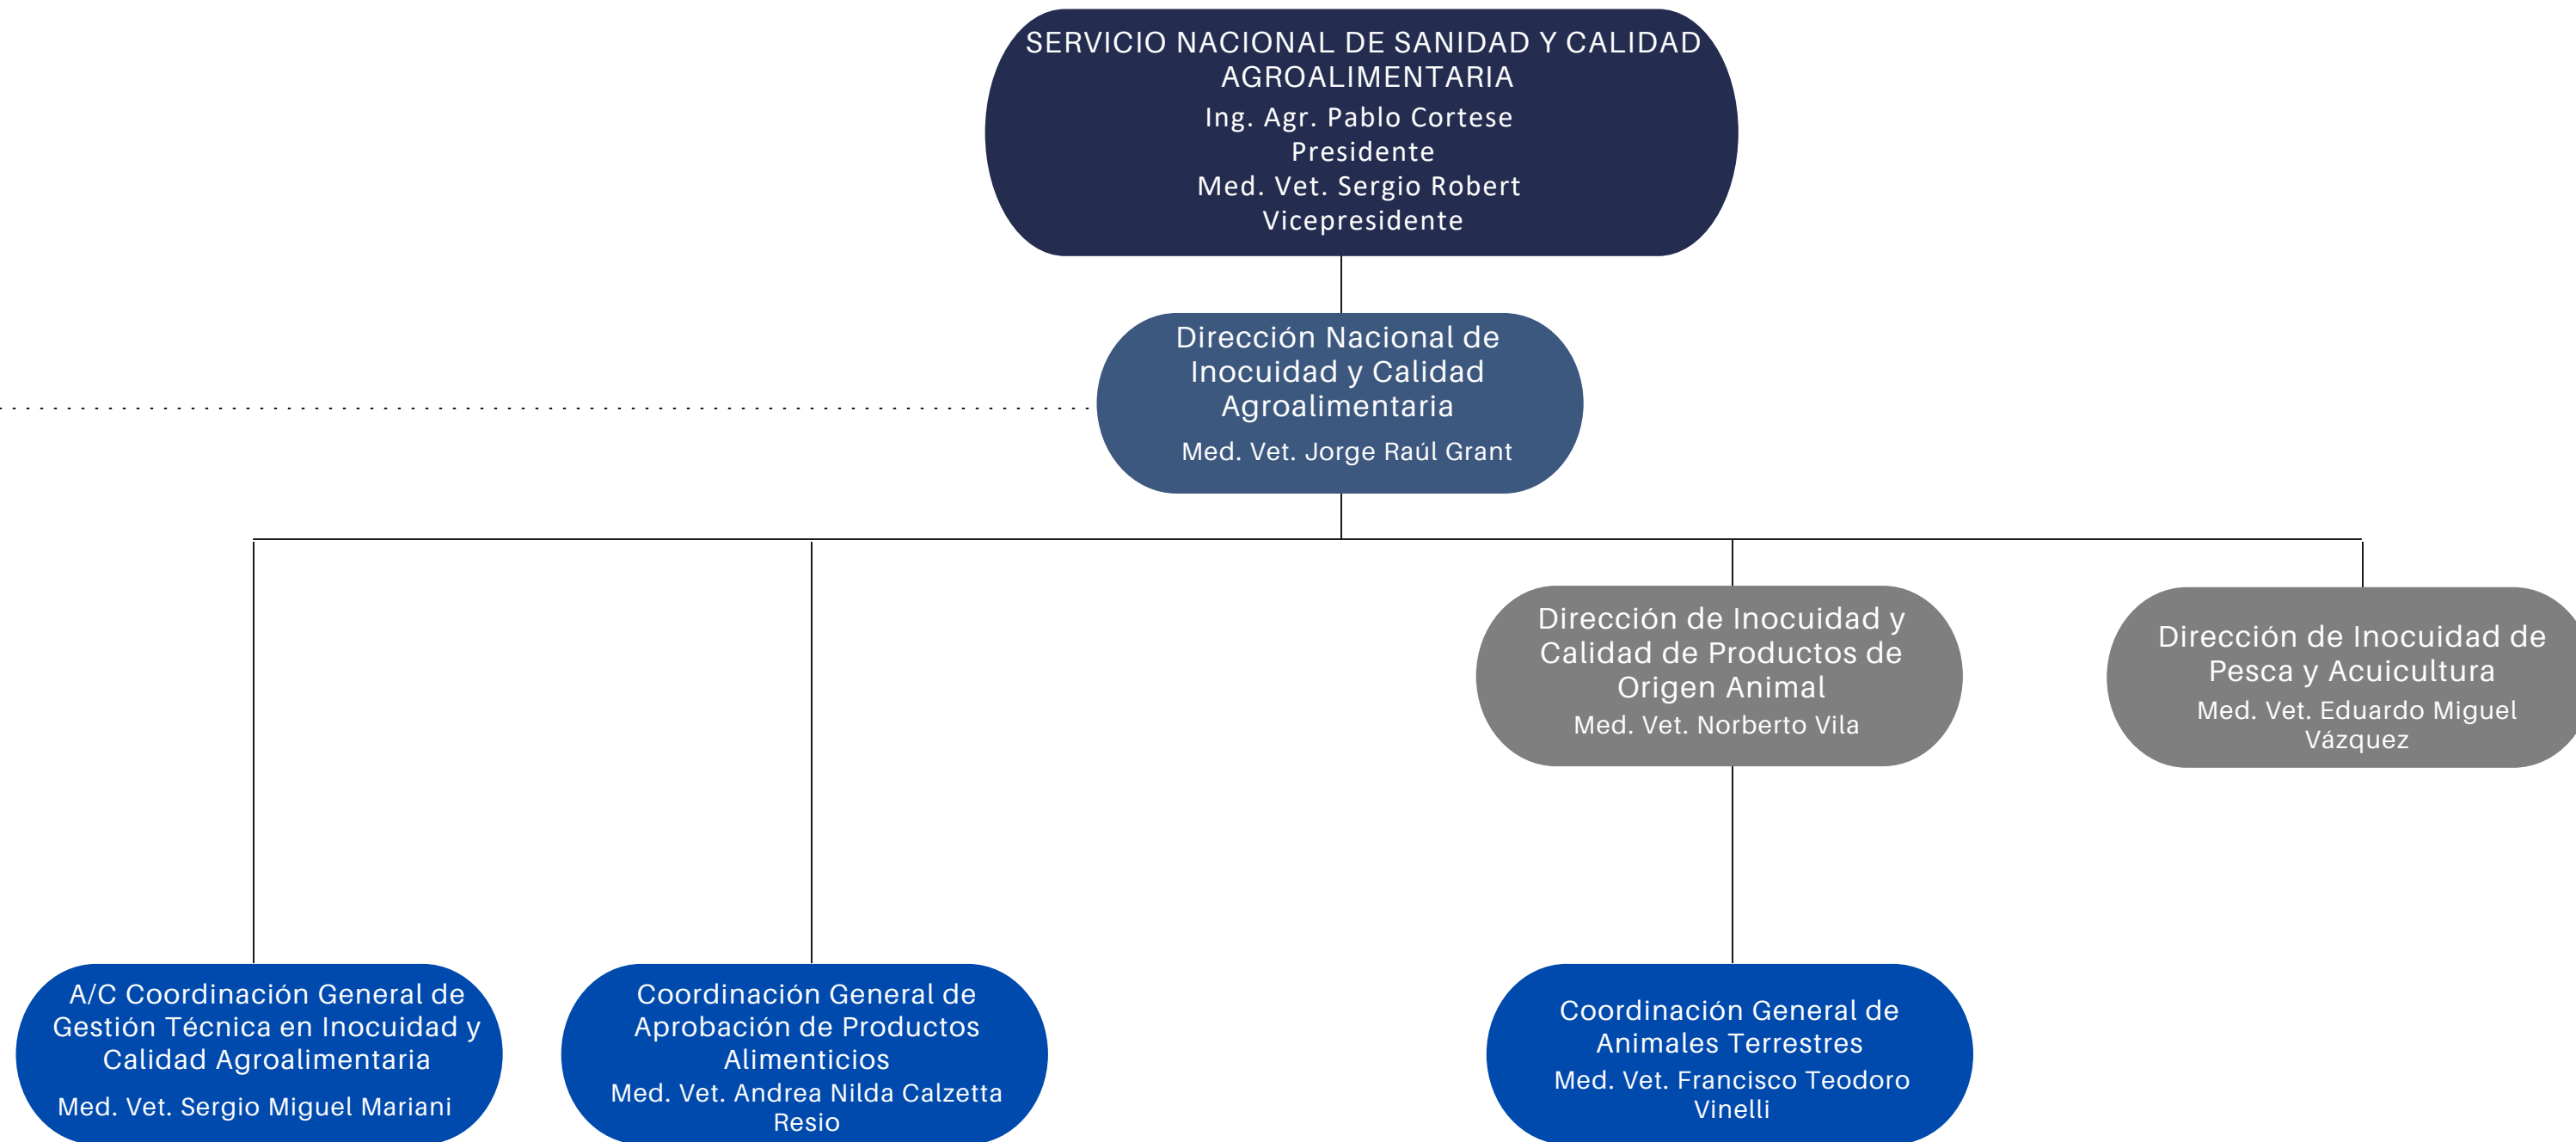 SERVICIO NACIONAL DE SANIDAD Y CALIDAD
AGROALIMENTARIA
Ing. Agr. Pablo Cortese
Presidente
Med. Vet. Sergio Robert
Vicepresidente
Dirección Nacional de
Inocuidad y Calidad
Agroalimentaria
Med. Vet. Jorge Raúl Grant
Dirección de Inocuidad y
Calidad de Productos de
Origen Animal
Med. Vet. Norberto Vila
Dirección de Inocuidad de
Pesca y Acuicultura
Med. Vet. Eduardo Miguel
Vázquez
A/C Coordinación General de
Gestión Técnica en Inocuidad y
Calidad Agroalimentaria
Med. Vet. Sergio Miguel Mariani
Coordinación General de
Aprobación de Productos
Alimenticios
Med. Vet. Andrea Nilda Calzetta
Resio
Coordinación General de
Animales Terrestres
Med. Vet. Francisco Teodoro
Vinelli